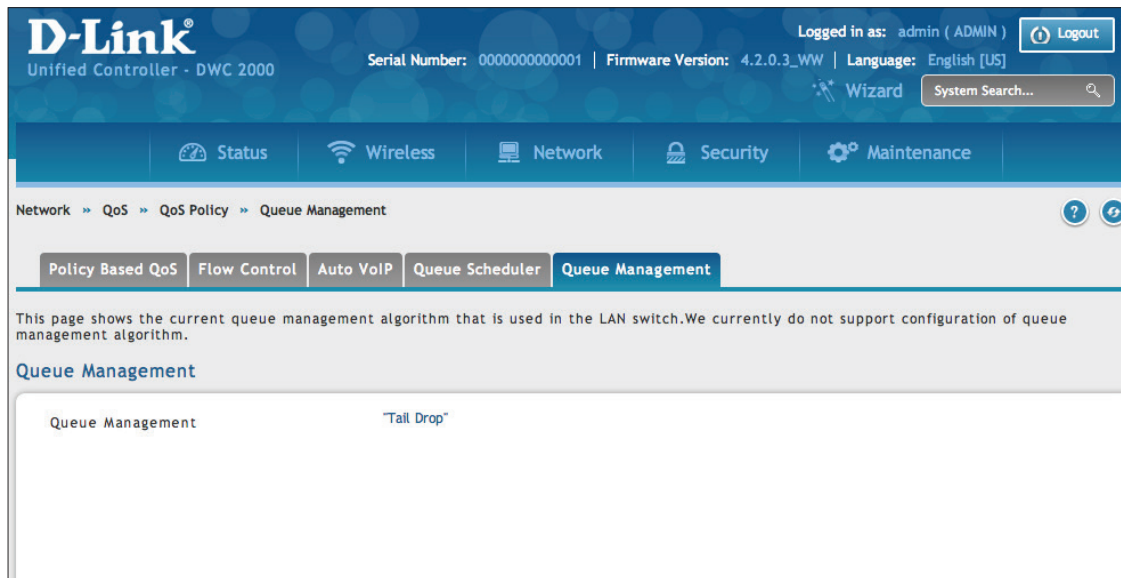 D-Link®
Unified Controller - DWC 2000
Logged in as: admin ( ADMIN )
Logout
Serial Number: 0000000000001 | Firmware Version: 4.2.0.3_WW | Language: English [US]
Wizard
System Search...
Status
Wireless
Network
Security
Maintenance
Network » QoS » QoS Policy » Queue Management
?
Policy Based QoS
Flow Control
Auto VoIP
Queue Scheduler
Queue Management
This page shows the current queue management algorithm that is used in the LAN switch.We currently do not support configuration of queue
management algorithm.
Queue Management
Queue Management
"Tail Drop"